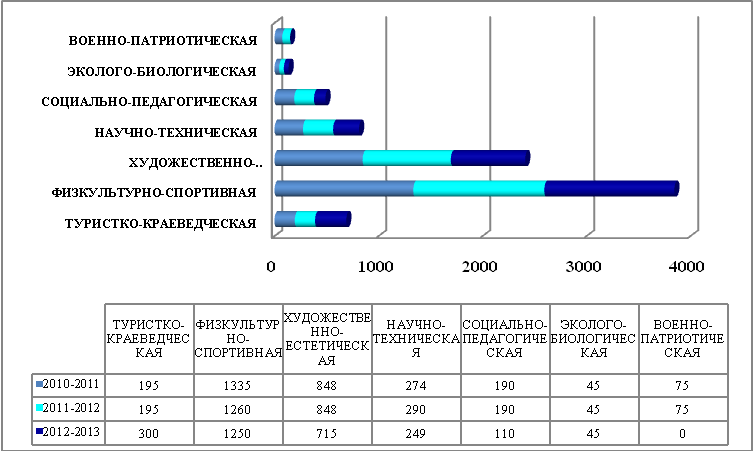 ВОЕННО-ПАТРИОТИЧЕСКАЯ
ЭКОЛОГО-БИОЛОГИЧЕСКАЯ
СОЦИАЛЬНО-ПЕДАГОГИЧЕСКАЯ
НАУЧНО-ТЕХНИЧЕСКАЯ
ХУДОЖЕСТВЕННО-..
ФИЗКУЛЬТУРНО-СПОРТИВНАЯ
ТУРИСТКО-КРАЕВЕДЧЕСКАЯ
0 1000 2000 3000 4000
ТУРИСТКО-
КРАЕВЕДЧЕС
КАЯ
ФИЗКУЛЬТУР
НО-
СПОРТИВНАЯ
ХУДОЖЕСТВЕ
ННО-
ЕСТЕТИЧЕСК
АЯ
НАУЧНО-
ТЕХНИЧЕСКА
Я
СОЦИАЛЬНО-
ПЕДАГОГИЧЕ
СКАЯ
ЭКОЛОГО-
БИОЛОГИЧЕС
КАЯ
ВОЕННО-
ПАТРИОТИЧЕ
СКАЯ
2010-2011 195 1335 848 274 190 45 75
2011-2012 195 1260 848 290 190 45 75
2012-2013 300 1250 715 249 110 45 0